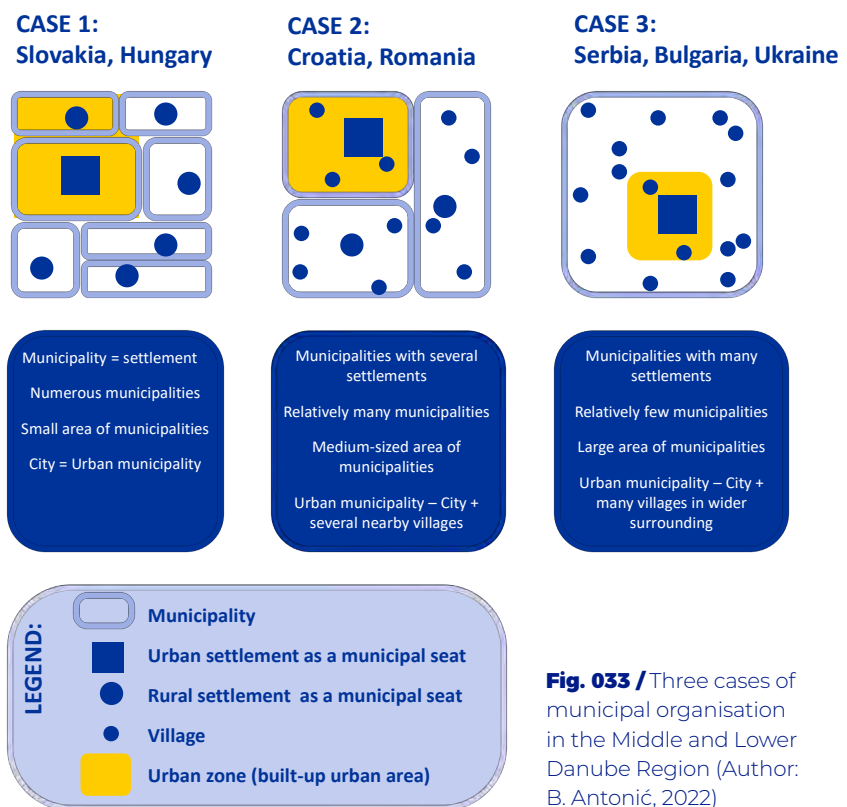 CASE 1:
Slovakia, Hungary
CASE 2:
Croatia, Romania
CASE 3:
Serbia, Bulgaria, Ukraine
Municipality = settlement
Numerous municipalities
Small area of municipalities
City = Urban municipality
Municipalities with several
settlements
Relatively many municipalities
Medium-sized area of
municipalities
Urban municipality – City +
several nearby villages
Municipalities with many
settlements
Relatively few municipalities
Large area of municipalities
Urban municipality – City +
many villages in wider
surrounding
LEGEND:
Municipality
Urban settlement as a municipal seat
Rural settlement as a municipal seat
Village
Urban zone (built-up urban area)
Fig. 033 / Three cases of
municipal organisation
in the Middle and Lower
Danube Region (Author:
B. Antonić, 2022)